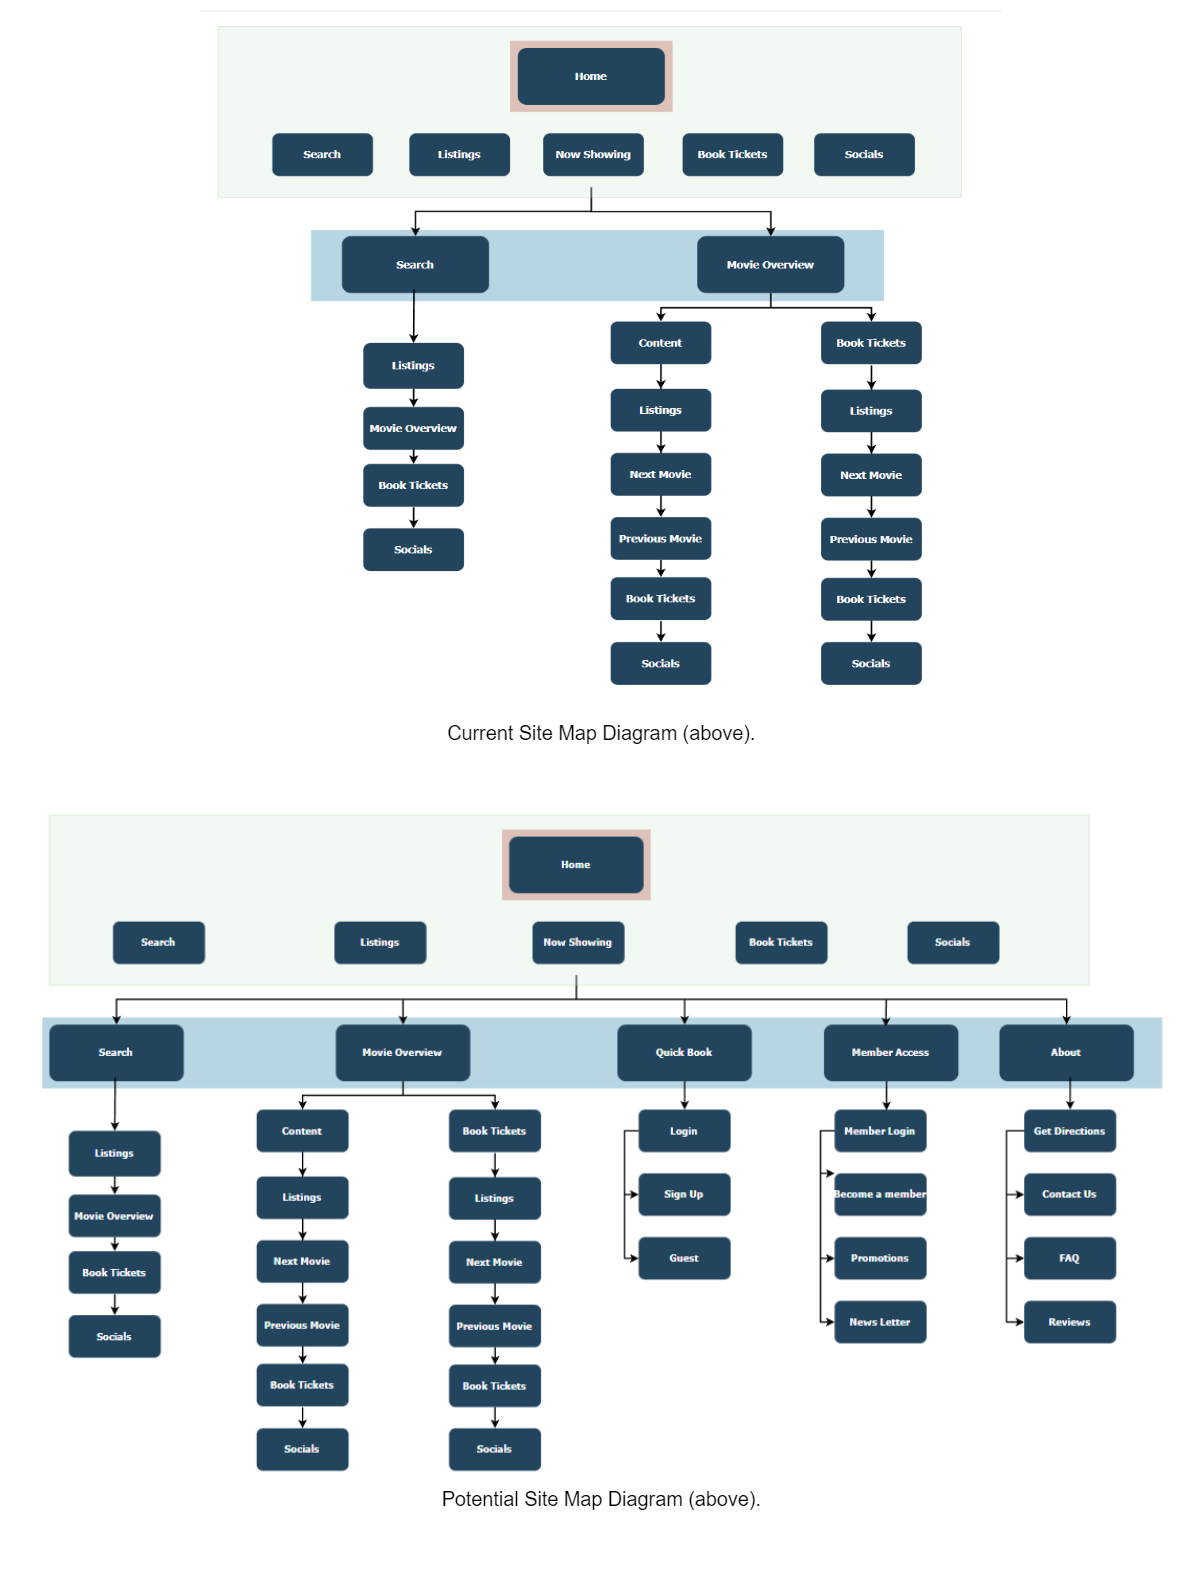 Home
Search
Listings
Now Showing
Book Tickets
Socials
Search
Movie Overview
Listings
Movie Overview
Book Tickets
Socials
Content
Listings
Next Movie
Previous Movie
Book Tickets
Socials
Book Tickets
Listings
Next Movie
Previous Movie
Book Tickets
Socials
Current Site Map Diagram (above).
Home
Search
Listings
Now Showing
Book Tickets
Socials
Search
Movie Overview
Quick Book
Member Access
About
Listings
Movie Overview
Book Tickets
Socials
Content
Listings
Next Movie
Previous Movie
Book Tickets
Socials
Book Tickets
Listings
Next Movie
Previous Movie
Book Tickets
Socials
Login
Sign Up
Guest
Member Login
Become a member
Promotions
News Letter
Get Directions
Contact Us
FAQ
Reviews
Potential Site Map Diagram (above).